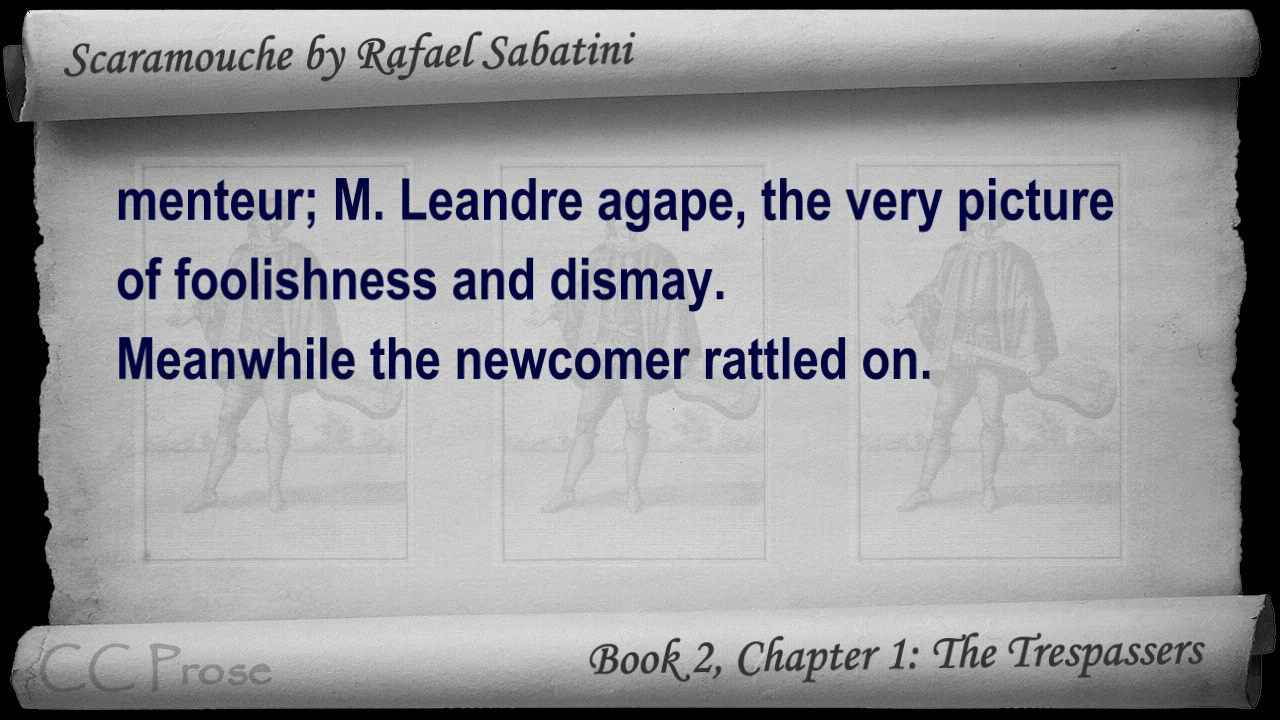 Scaramouche by Rafael Sabatini
menteur; M. Leandre agape, the very picture
of foolishness and dismay.
Meanwhile the newcomer rattled on.
CC Prose
Book 2, Chapter 1: The Trespassers